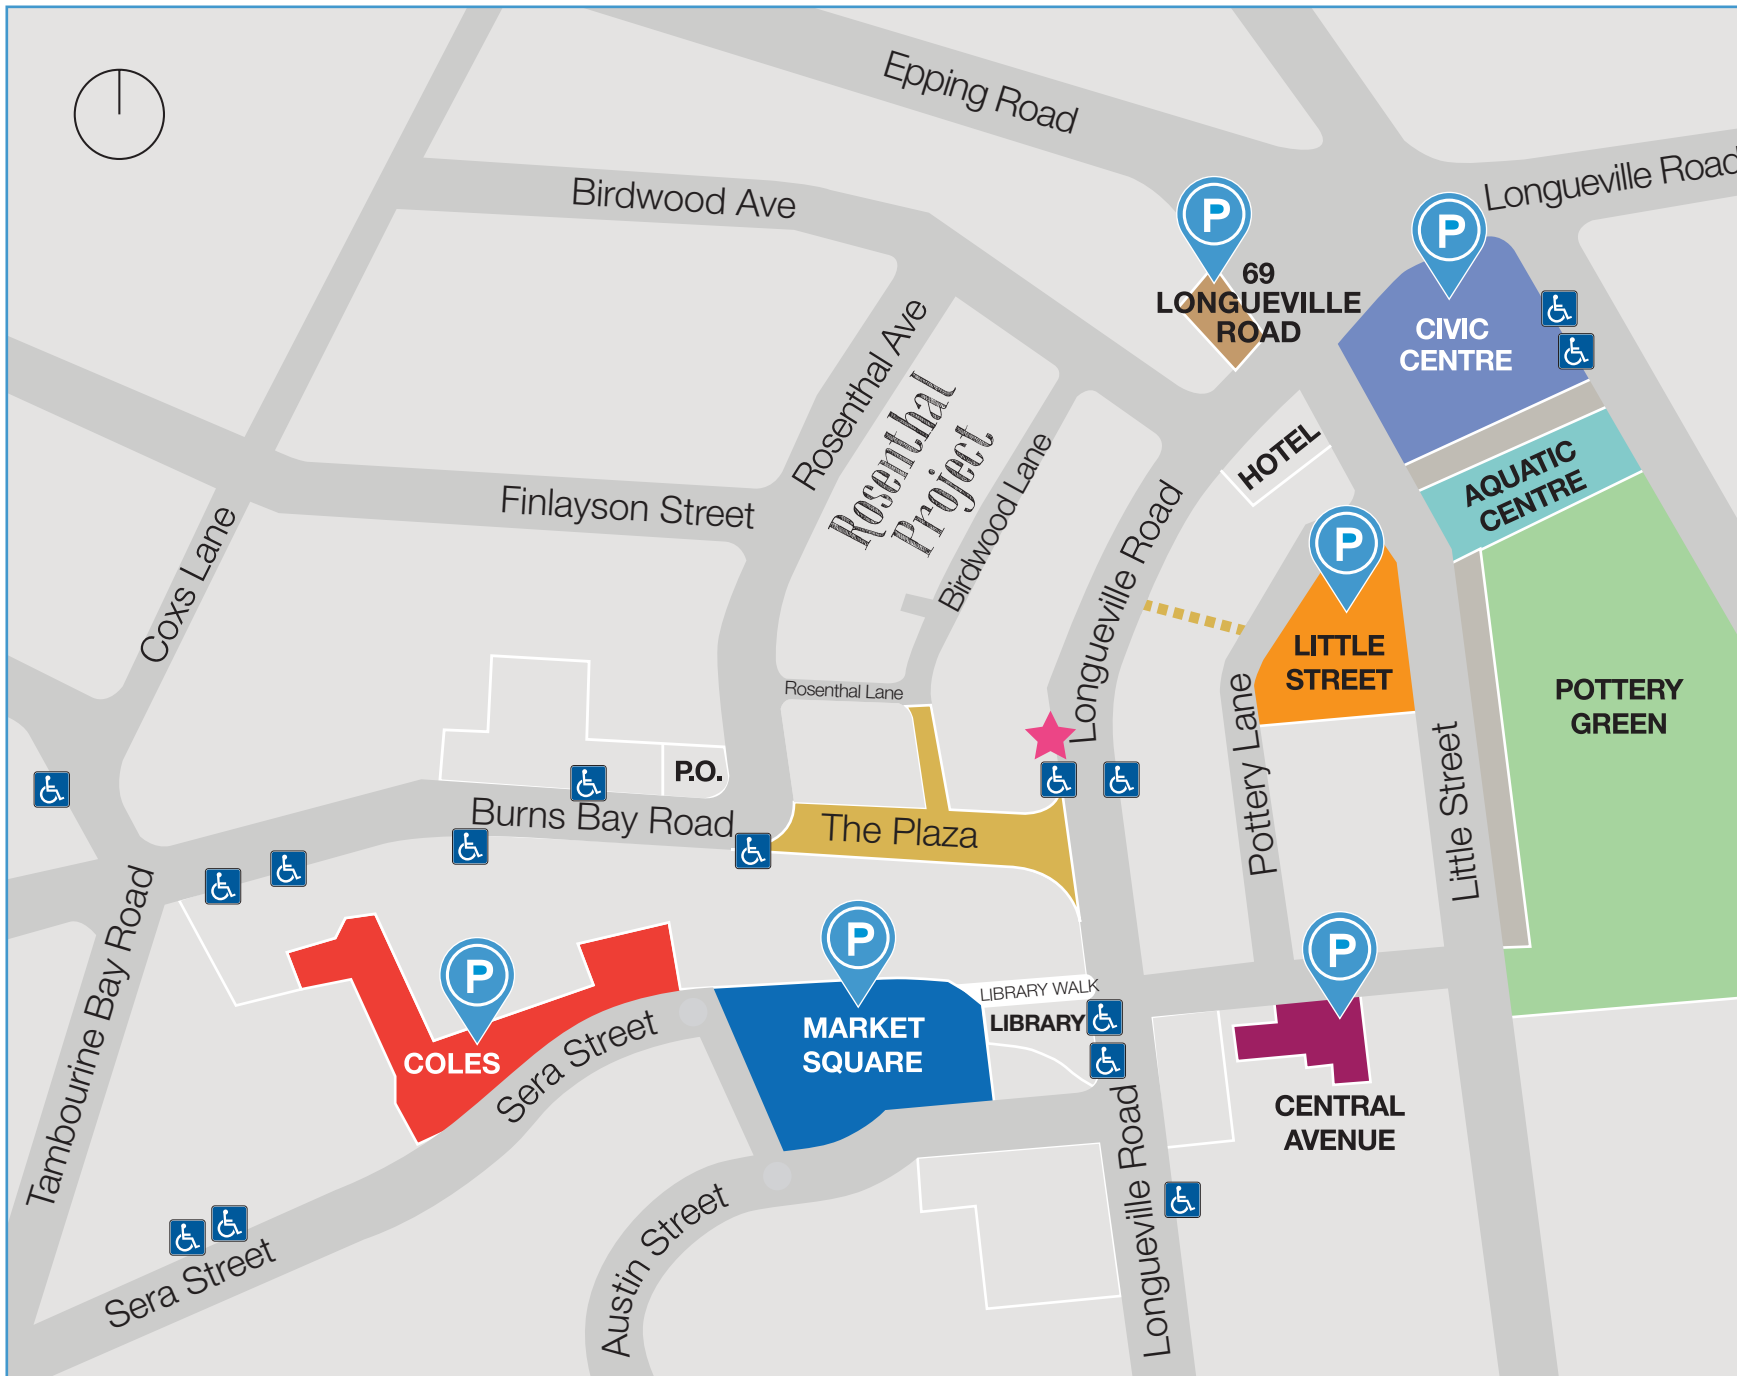 Epping Road
Longueville Road
Birdwood Ave
P
P
69
LONGUEVILLE
ROAD
CIVIC
CENTRE
Rosenthal Ave
Rosenthal
Project
Birdwood Lane
HOTEL
AQUATIC
CENTRE
Finlayson Street
Coxs Lane
Longueville Road
P
LITTLE
STREET
POTTERY
GREEN
Rosenthal Lane
Pottery Lane
Little Street
P.O.
Burns Bay Road
The Plaza
Tambourine Bay Road
P
COLES
Sera Street
P
MARKET
SQUARE
LIBRARY WALK
LIBRARY
P
CENTRAL
AVENUE
Longueville Road
Austin Street
Sera Street